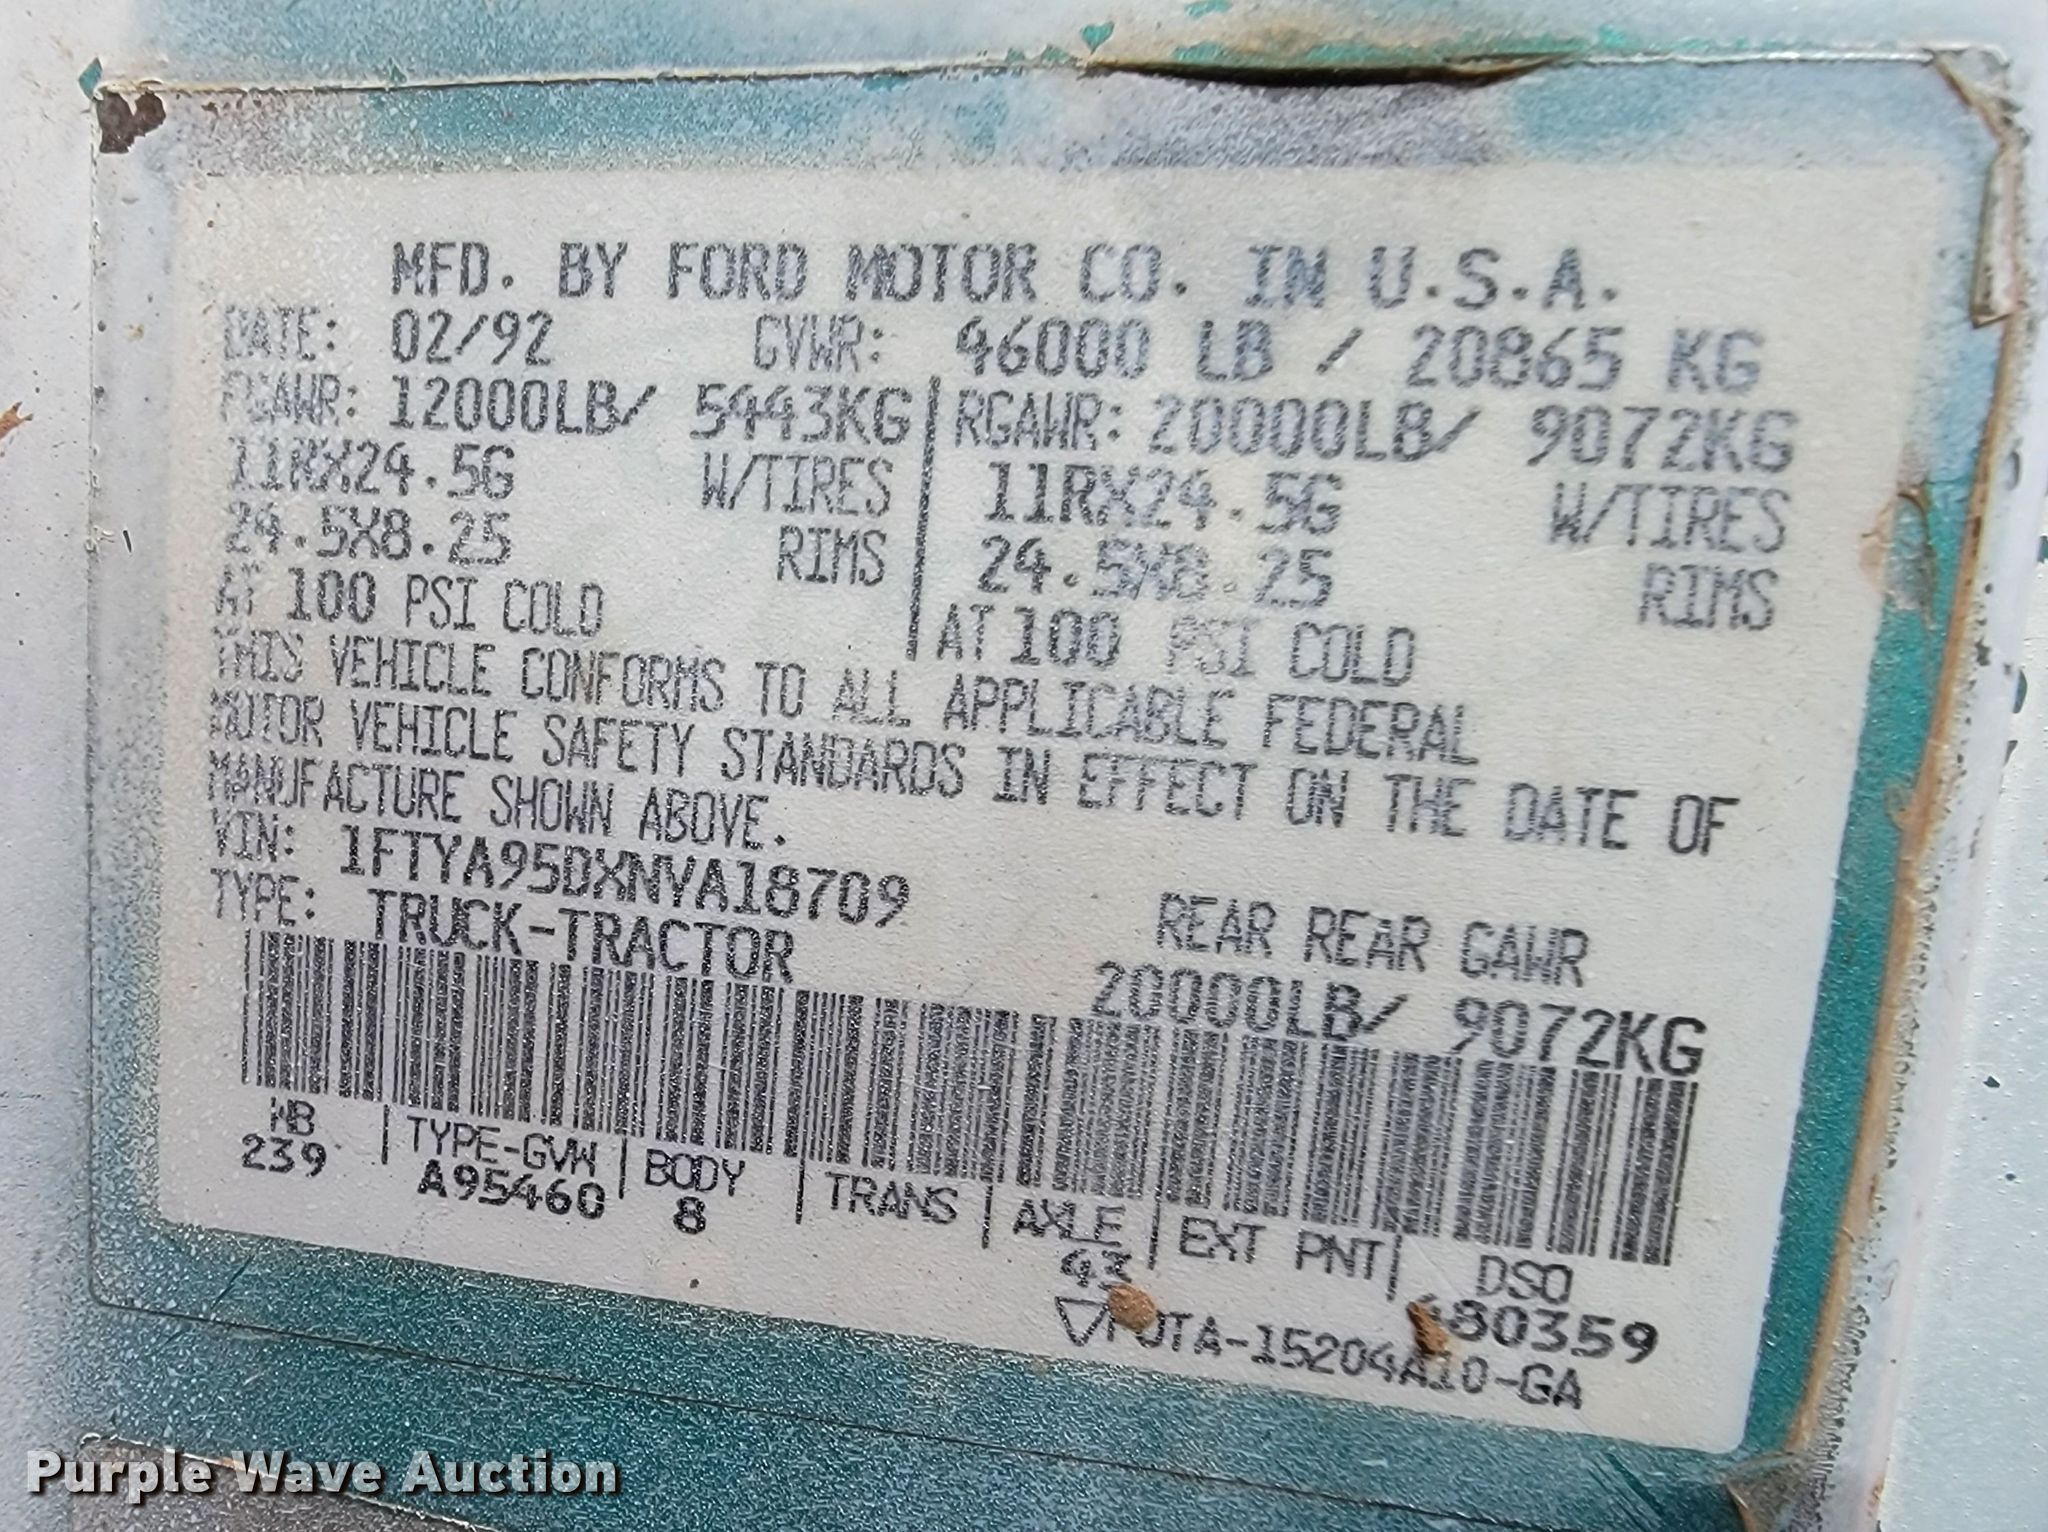 MFD. BY FORD MOTOR CO. IN U.S.A.
DATE: 02/92 GVWR: 46000 LB / 20865 KG
FGAWR: 12000LB/ 5443KG RGAWR: 20000LB/ 9072KG
11RX24.5G W/TIRES 11RX24.5G W/TIRES
24.5X8.25 RIMS 24.5X8.25 RIMS
AT 100 PSI COLD AT 100 PSI COLD
THIS VEHICLE CONFORMS TO ALL APPLICABLE FEDERAL
MOTOR VEHICLE SAFETY STANDARDS IN EFFECT ON THE DATE OF
MANUFACTURE SHOWN ABOVE.
VIN: 1FTYA95DXNVA18709
TYPE: TRUCK-TRACTOR REAR REAR GAWR
20000LB/ 9072KG
WB TYPE-GVW BODY TRANS AXLE EXT PNT DSO
239 A95460 8
Purple Wave Auction